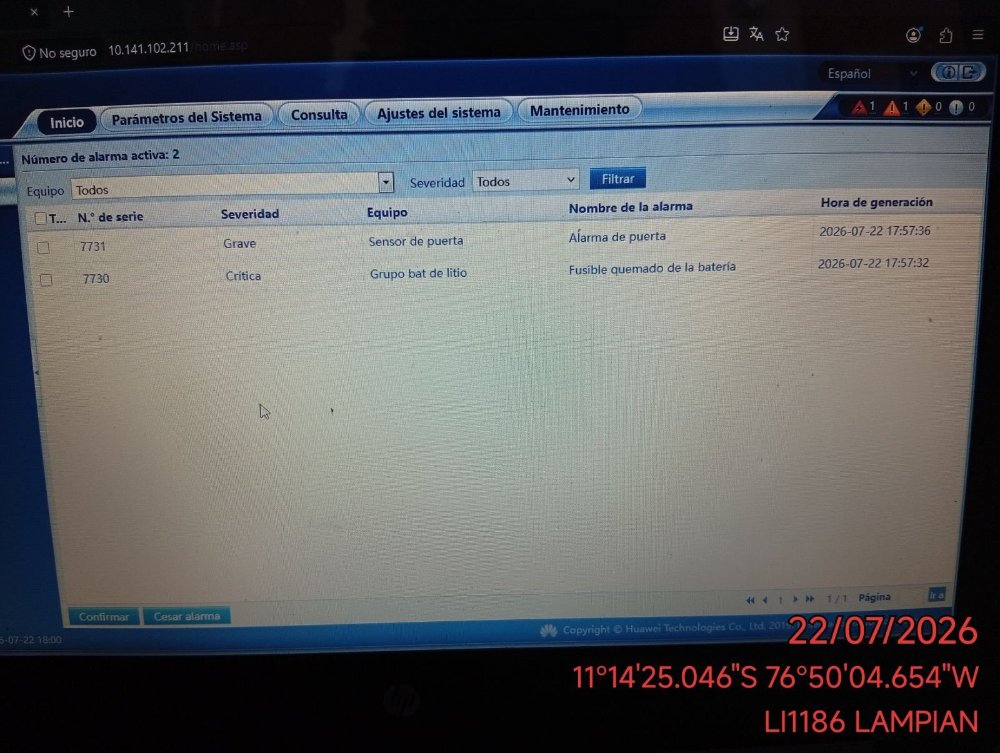 No seguro 10.141.102.211/home.asp
Español
Inicio Parámetros del Sistema Consulta Ajustes del sistema Mantenimiento 1 1 0 0
Número de alarma activa: 2
Equipo Todos Severidad Todos Filtrar
T... N.° de serie Severidad Equipo Nombre de la alarma Hora de generación
7731 Grave Sensor de puerta Alarma de puerta 2026-07-22 17:57:36
7730 Crítica Grupo bat de litio Fusible quemado de la batería 2026-07-22 17:57:32
1 1/1 Página Ir a
Confirmar Cesar alarma
Copyright © Huawei Technologies Co., Ltd.
-07-22 18:00
22/07/2026
11°14'25.046"S 76°50'04.654"W
LI1186 LAMPIAN
hp